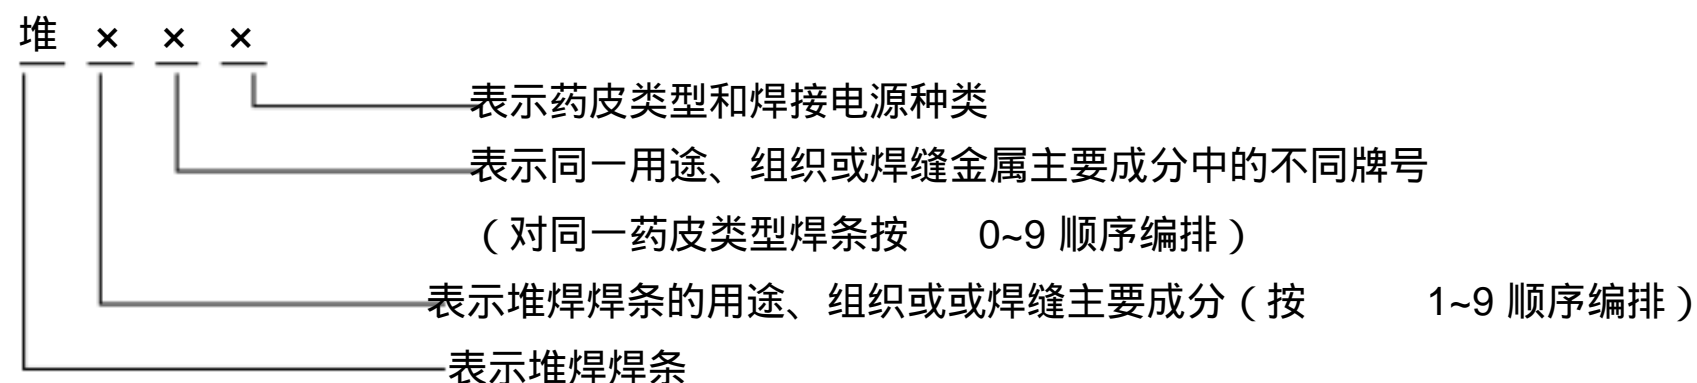 堆 × × ×
表示药皮类型和焊接电源种类
表示同一用途、组织或焊缝金属主要成分中的不同牌号
（对同一药皮类型焊条按 0~9 顺序编排）
表示堆焊焊条的用途、组织或或焊缝主要成分（按 1~9 顺序编排）
表示堆焊焊条